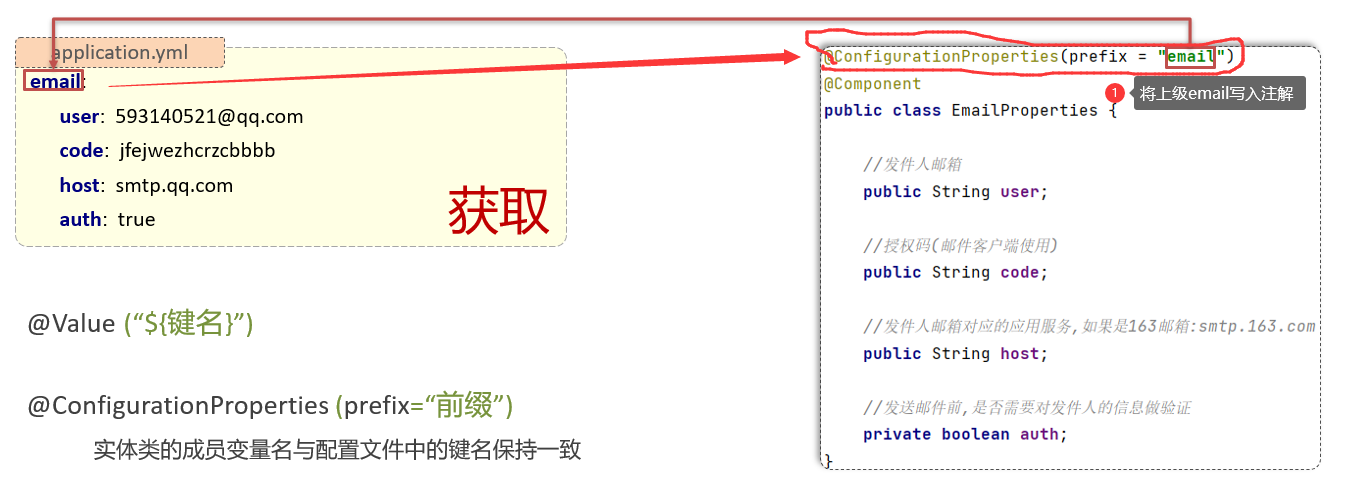 application.yml
email:
user: 593140521@qq.com
code: jfejwezhcrzcbbbb
host: smtp.qq.com
auth: true
获取
@Value (“${键名}”)
@ConfigurationProperties (prefix=“前缀”)
实体类的成员变量名与配置文件中的键名保持一致
@ConfigurationProperties(prefix = "email")
@Component
1 将上级email写入注解
public class EmailProperties {
//发件人邮箱
public String user;
//授权码(邮件客户端使用)
public String code;
//发件人邮箱对应的应用服务,如果是163邮箱:smtp.163.com
public String host;
//发送邮件前,是否需要对发件人的信息做验证
private boolean auth;
}